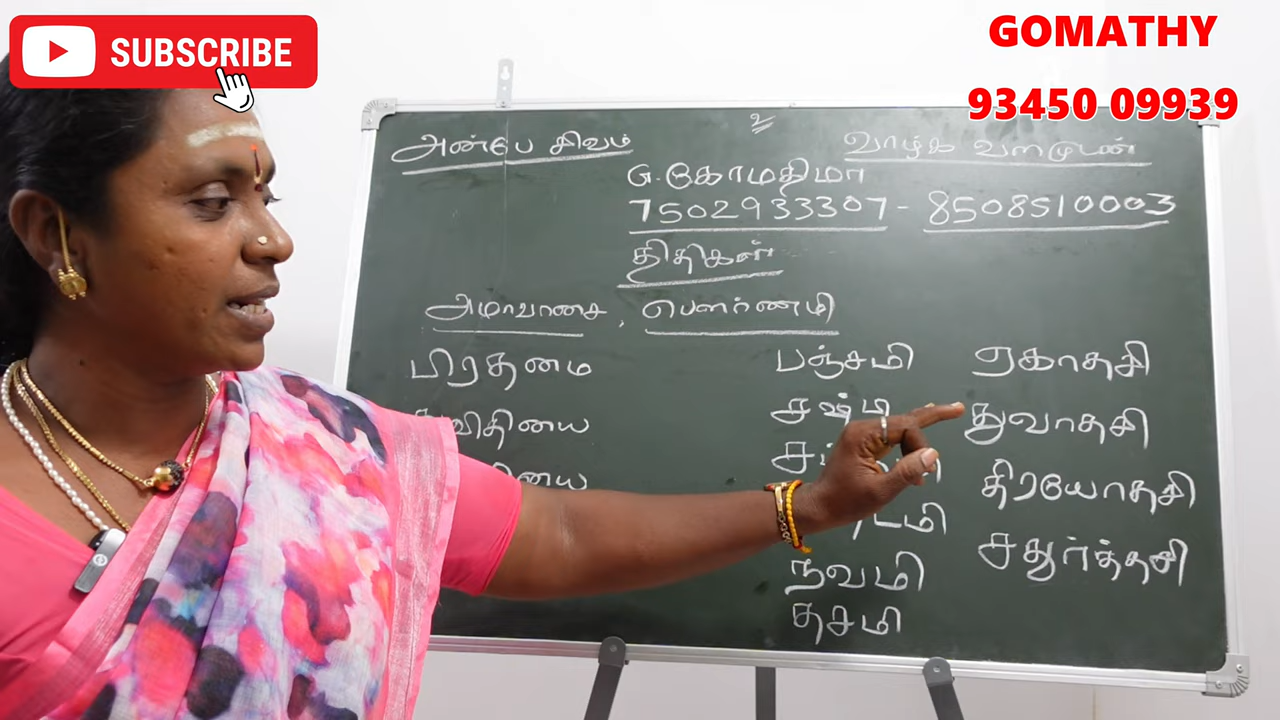 SUBSCRIBE
GOMATHY
93450 09939
௨
அன்பே சிவம்
வாழ்க வளமுடன்
G.கோமதிமா
7502933307 - 8508510003
திதிகள்
அமாவாசை, பௌர்ணமி
பிரதமை
பஞ்சமி
நவமி
தசமி
ஏகாதசி
துவாதசி
திரயோதசி
சதுர்த்தசி